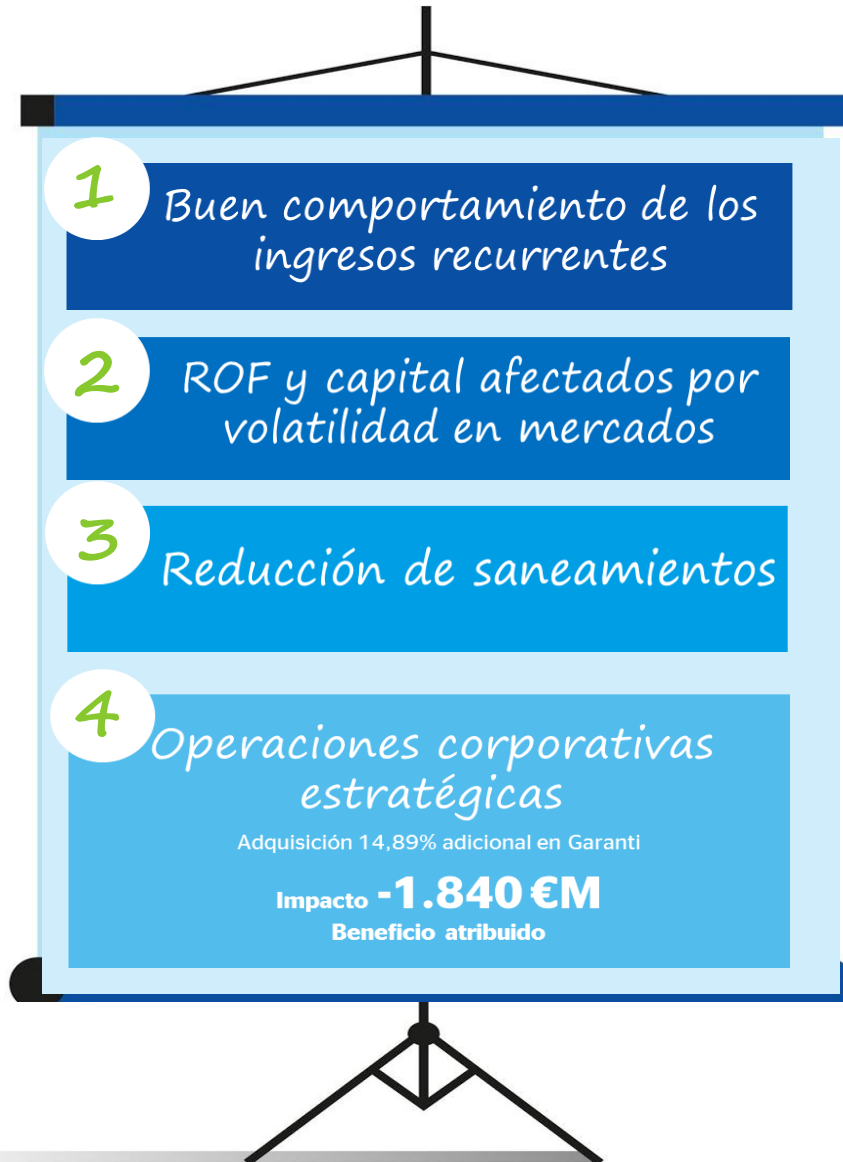 1
Buen comportamiento de los
ingresos recurrentes
2
ROF y capital afectados por
volatilidad en mercados
3
Reducción de saneamientos
4
Operaciones corporativas
estratégicas
Adquisición 14,89% adicional en Garanti
Impacto -1.840 €M
Beneficio atribuido